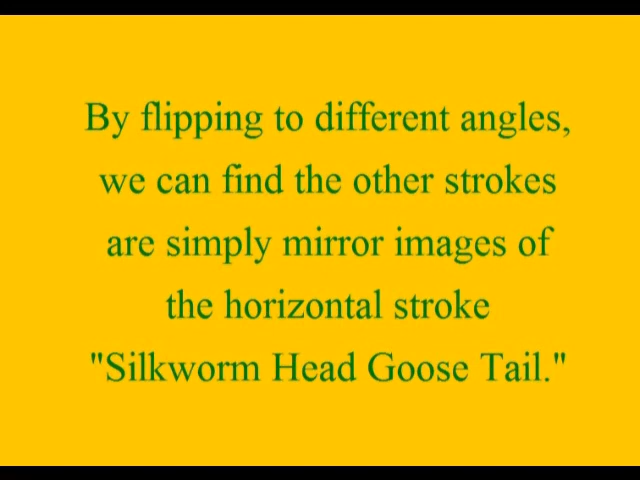 By flipping to different angles,
we can find the other strokes
are simply mirror images of
the horizontal stroke
"Silkworm Head Goose Tail."